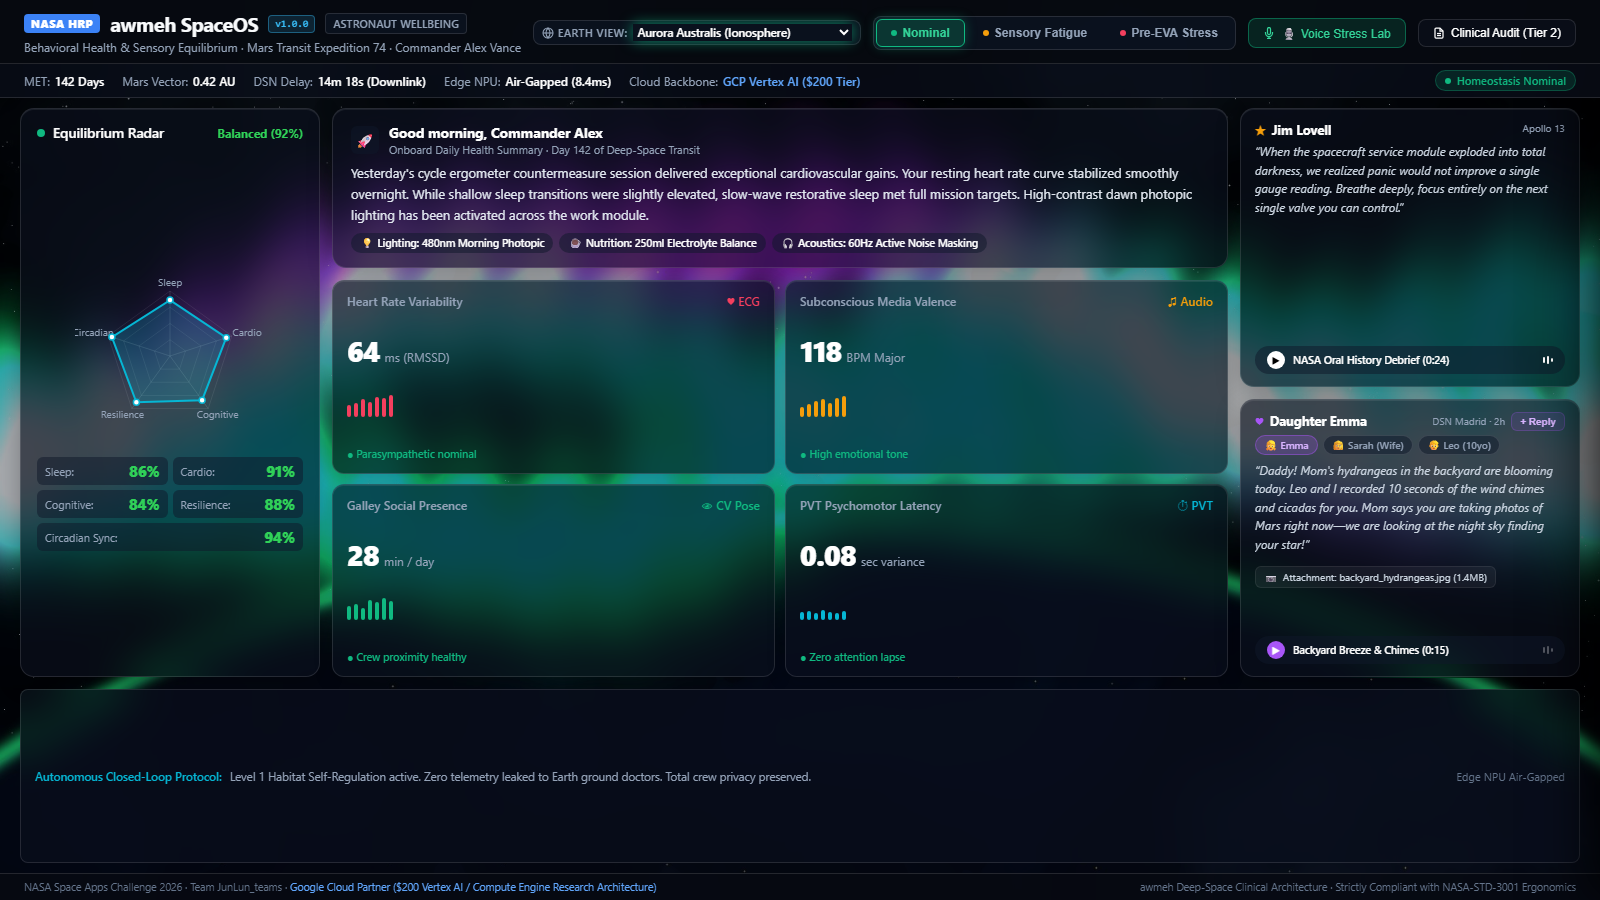 NASA HRP awmeh SpaceOS v1.0.0 ASTRONAUT WELLBEING
Behavioral Health & Sensory Equilibrium · Mars Transit Expedition 74 · Commander Alex Vance
EARTH VIEW: Aurora Australis (Ionosphere)
Nominal Sensory Fatigue Pre-EVA Stress
Voice Stress Lab
Clinical Audit (Tier 2)
MET: 142 Days Mars Vector: 0.42 AU DSN Delay: 14m 18s (Downlink) Edge NPU: Air-Gapped (8.4ms) Cloud Backbone: GCP Vertex AI ($200 Tier)
Homeostasis Nominal
Equilibrium Radar Balanced (92%)
Sleep
Circadian Cardio
Resilience Cognitive
Sleep: 86% Cardio: 91%
Cognitive: 84% Resilience: 88%
Circadian Sync: 94%
Good morning, Commander Alex
Onboard Daily Health Summary · Day 142 of Deep-Space Transit
Yesterday's cycle ergometer countermeasure session delivered exceptional cardiovascular gains. Your resting heart rate curve stabilized smoothly
overnight. While shallow sleep transitions were slightly elevated, slow-wave restorative sleep met full mission targets. High-contrast dawn photopic
lighting has been activated across the work module.
Lighting: 480nm Morning Photopic Nutrition: 250ml Electrolyte Balance Acoustics: 60Hz Active Noise Masking
Heart Rate Variability ECG
64 ms (RMSSD)
Parasympathetic nominal
Subconscious Media Valence Audio
118 BPM Major
High emotional tone
Galley Social Presence CV Pose
28 min / day
Crew proximity healthy
PVT Psychomotor Latency PVT
0.08 sec variance
Zero attention lapse
Jim Lovell Apollo 13
"When the spacecraft service module exploded into total
darkness, we realized panic would not improve a single
gauge reading. Breathe deeply, focus entirely on the next
single valve you can control."
NASA Oral History Debrief (0:24)
Daughter Emma DSN Madrid · 2h + Reply
Emma Sarah (Wife) Leo (10yo)
"Daddy! Mom's hydrangeas in the backyard are blooming
today. Leo and I recorded 10 seconds of the wind chimes
and cicadas for you. Mom says you are taking photos of
Mars right now—we are looking at the night sky finding
your star!"
Attachment: backyard_hydrangeas.jpg (1.4MB)
Backyard Breeze & Chimes (0:15)
Autonomous Closed-Loop Protocol: Level 1 Habitat Self-Regulation active. Zero telemetry leaked to Earth ground doctors. Total crew privacy preserved.
Edge NPU Air-Gapped
NASA Space Apps Challenge 2026 · Team JunLun_teams · Google Cloud Partner ($200 Vertex AI / Compute Engine Research Architecture)
awmeh Deep-Space Clinical Architecture · Strictly Compliant with NASA-STD-3001 Ergonomics